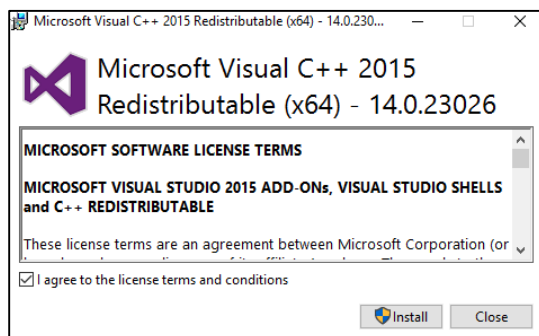 Microsoft Visual C++ 2015 Redistributable (x64) - 14.0.230...
Microsoft Visual C++ 2015
Redistributable (x64) - 14.0.23026
MICROSOFT SOFTWARE LICENSE TERMS
MICROSOFT VISUAL STUDIO 2015 ADD-ONs, VISUAL STUDIO SHELLS
and C++ REDISTRIBUTABLE
These license terms are an agreement between Microsoft Corporation (or
I agree to the license terms and conditions
Install Close